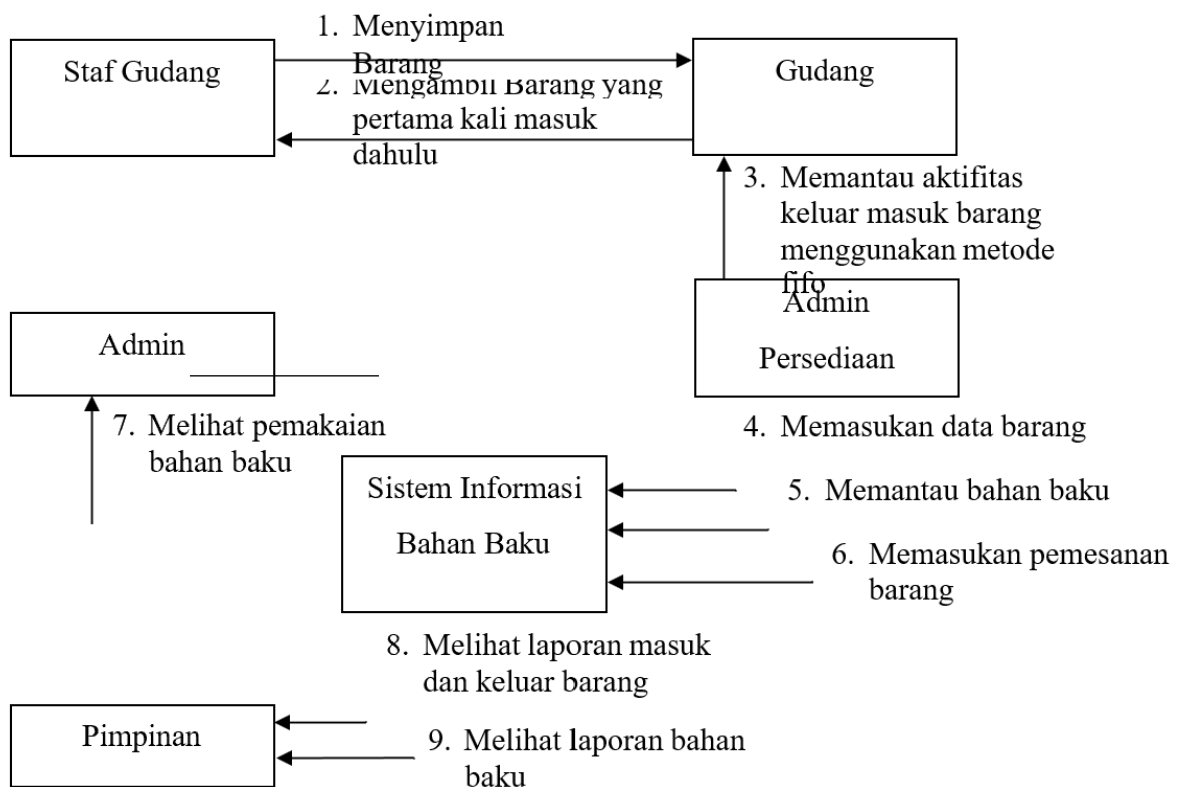 1. Menyimpan
Barang
Staf Gudang
Gudang
2. Mengambil Barang yang
pertama kali masuk
dahulu
3. Memantau aktifitas
keluar masuk barang
menggunakan metode
fifo
Admin
Persediaan
Admin
7. Melihat pemakaian
bahan baku
4. Memasukan data barang
Sistem Informasi
Bahan Baku
5. Memantau bahan baku
6. Memasukan pemesanan
barang
8. Melihat laporan masuk
dan keluar barang
Pimpinan
9. Melihat laporan bahan
baku